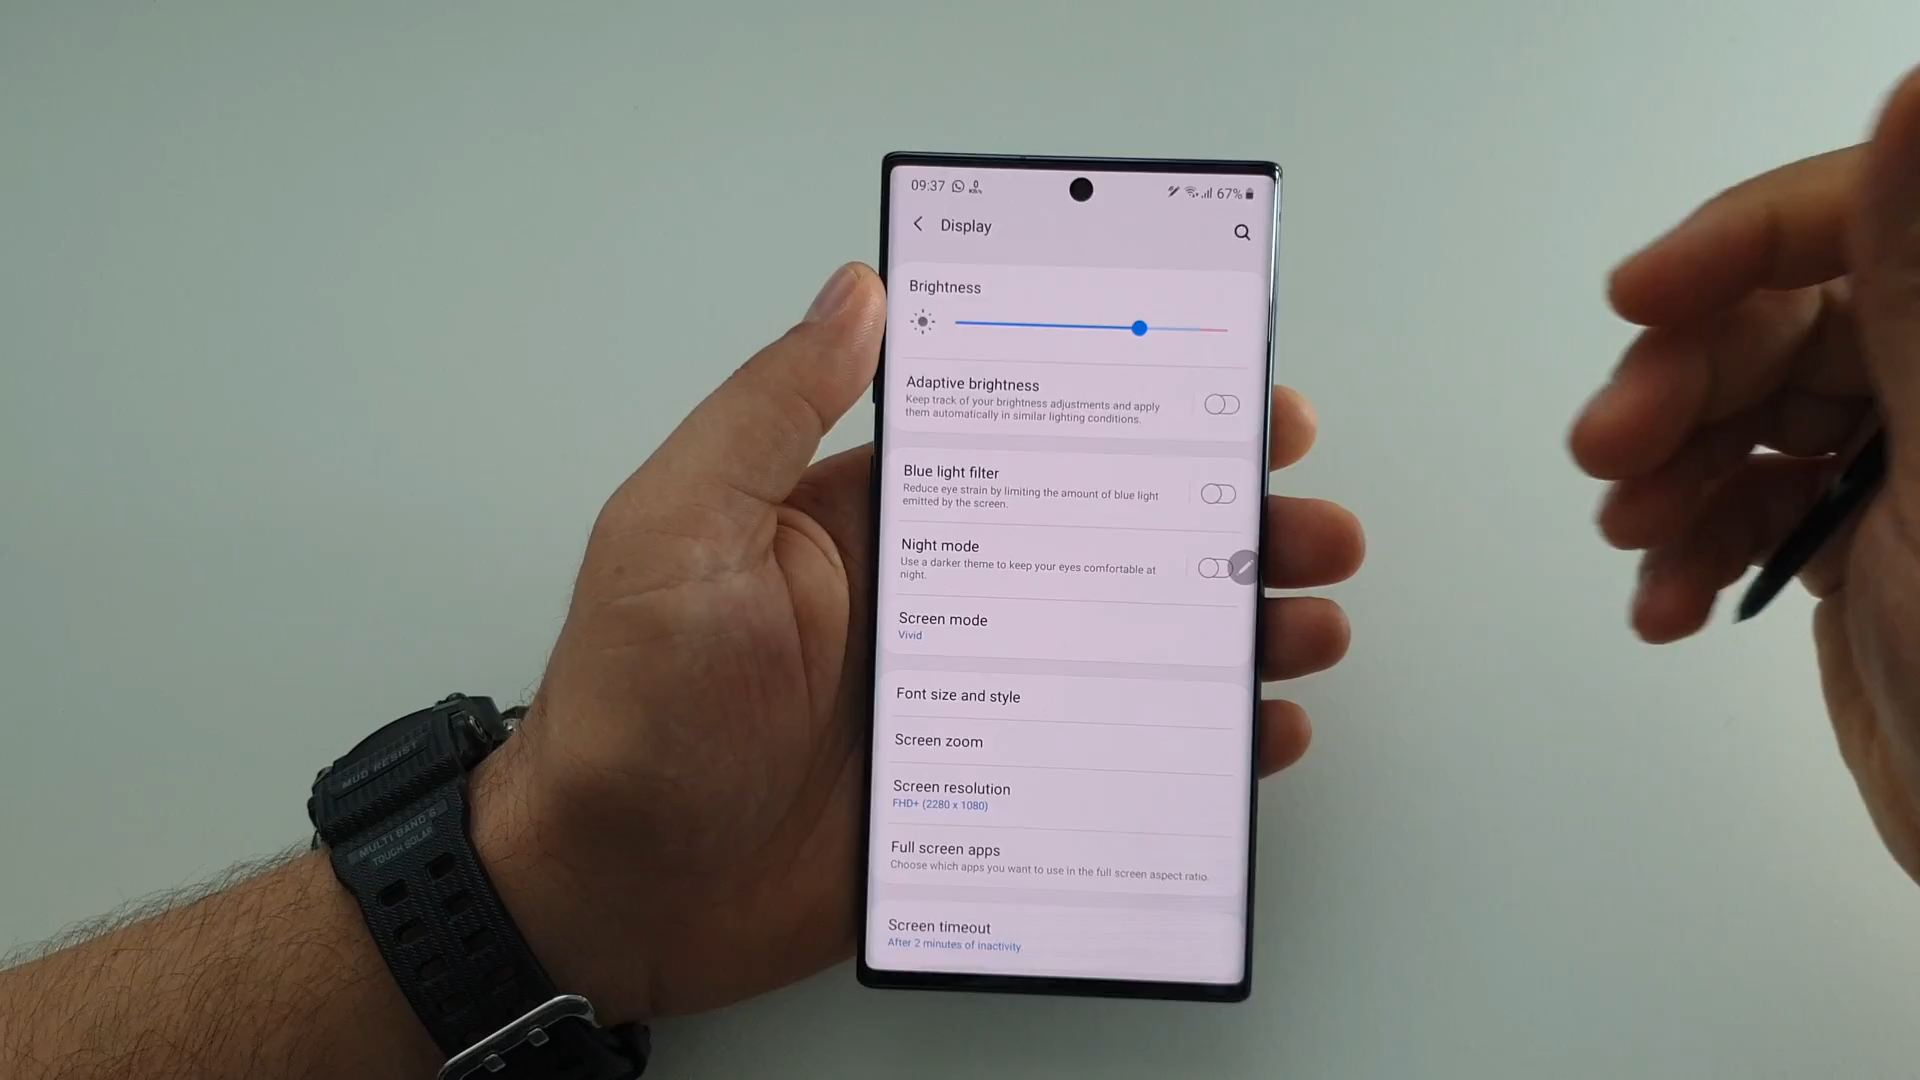 09:37
0
KB/s
67%
Display
Brightness
Adaptive brightness
Keep track of your brightness adjustments and apply
them automatically in similar lighting conditions.
Blue light filter
Reduce eye strain by limiting the amount of blue light
emitted by the screen.
Night mode
Use a darker theme to keep your eyes comfortable at
night.
Screen mode
Vivid
Font size and style
Screen zoom
Screen resolution
FHD+ (2280 x 1080)
Full screen apps
Choose which apps you want to use in the full screen aspect ratio.
Screen timeout
After 2 minutes of inactivity.
MUD RESIST
MULTI BAND 6
TOUGH SOLAR